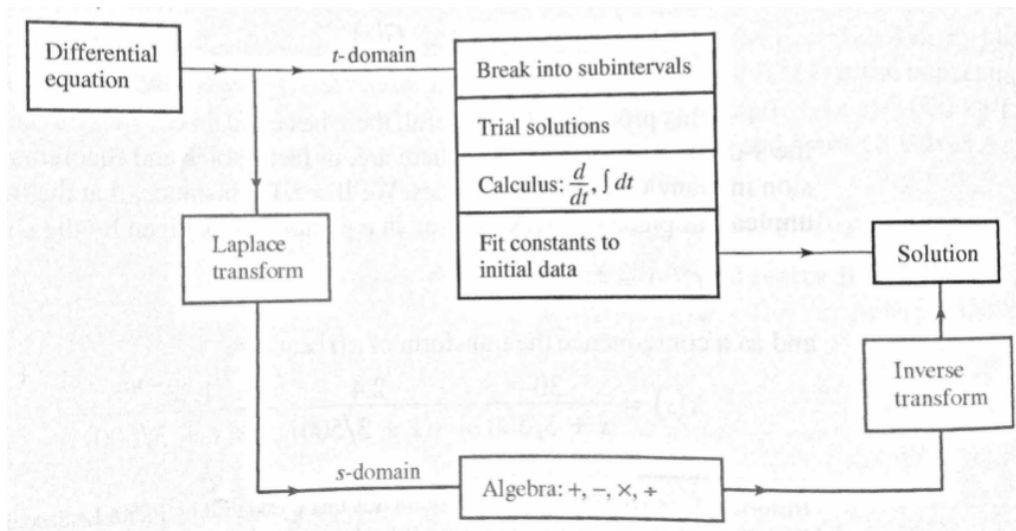 Differential
equation
t-domain
Break into subintervals
Trial solutions
Calculus: d/dt, ∫ dt
Fit constants to
initial data
Laplace
transform
Solution
Inverse
transform
s-domain
Algebra: +, −, ×, ÷